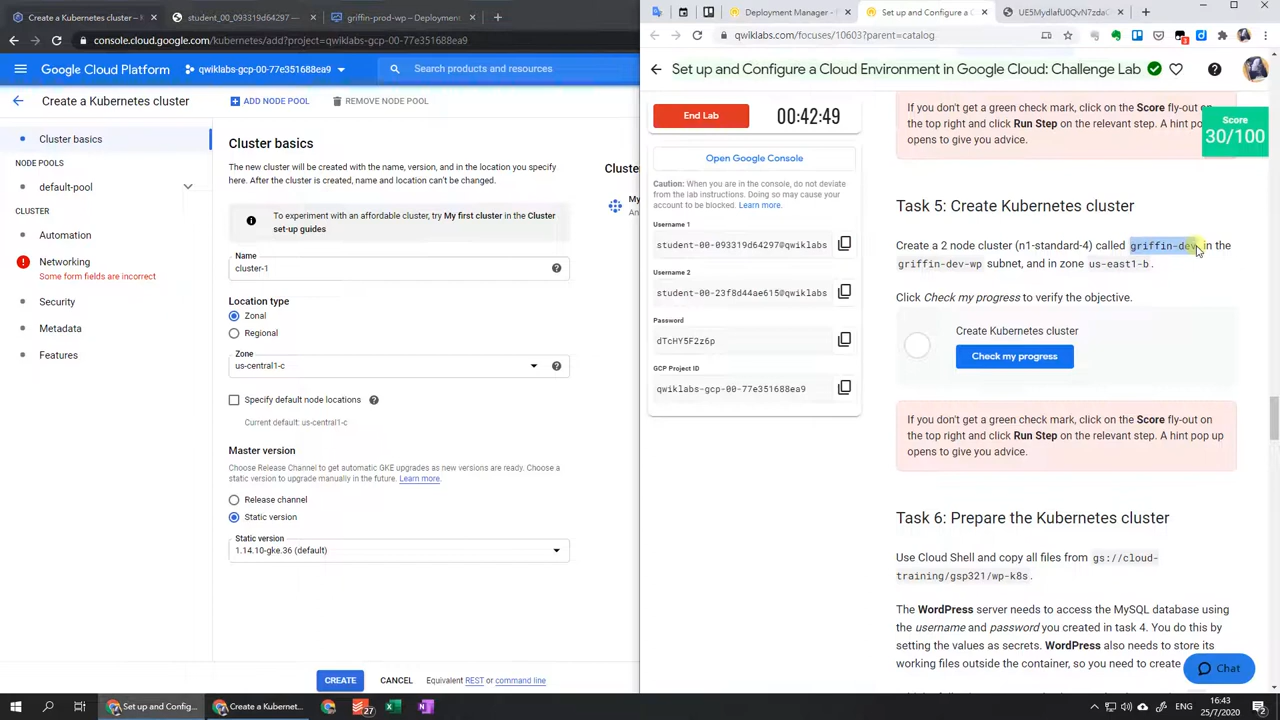 Create a Kubernetes cluster –
student_00_093319d64297@
griffin-prod-wp – Deployment
console.cloud.google.com/kubernetes/add?project=qwiklabs-gcp-00-77e351688ea9
Google Cloud Platform
qwiklabs-gcp-00-77e351688ea9
Search products and resources
Create a Kubernetes cluster
ADD NODE POOL
REMOVE NODE POOL
Cluster basics
NODE POOLS
default-pool
CLUSTER
Automation
Networking
Some form fields are incorrect
Security
Metadata
Features
Cluster basics
The new cluster will be created with the name, version, and in the location you specify
here. After the cluster is created, name and location can't be changed.
To experiment with an affordable cluster, try My first cluster in the Cluster
set-up guides
Name
cluster-1
Location type
Zonal
Regional
Zone
us-central1-c
Specify default node locations
Current default: us-central1-c
Master version
Choose Release Channel to get automatic GKE upgrades as new versions are ready. Choose a
static version to upgrade manually in the future. Learn more.
Release channel
Static version
Static version
1.14.10-gke.36 (default)
CREATE
CANCEL
Equivalent REST or command line
Cluste
My
An
Deployment Manager -
Set up and Configure a C
UE5MydIafU0QvN7zdaC
qwiklabs.com/focuses/10603?parent=catalog
Set up and Configure a Cloud Environment in Google Cloud: Challenge Lab
End Lab
00:42:49
Open Google Console
Caution: When you are in the console, do not deviate
from the lab instructions. Doing so may cause your
account to be blocked. Learn more.
Username 1
student-00-093319d64297@qwiklabs
Username 2
student-00-23f8d44ae615@qwiklabs
Password
dTcHY5F2z6p
GCP Project ID
qwiklabs-gcp-00-77e351688ea9
If you don't get a green check mark, click on the Score fly-out on
the top right and click Run Step on the relevant step. A hint pop up
opens to give you advice.
Score
30/100
Task 5: Create Kubernetes cluster
Create a 2 node cluster (n1-standard-4) called griffin-dev, in the
griffin-dev-wp subnet, and in zone us-east1-b.
Click Check my progress to verify the objective.
Create Kubernetes cluster
Check my progress
If you don't get a green check mark, click on the Score fly-out on
the top right and click Run Step on the relevant step. A hint pop up
opens to give you advice.
Task 6: Prepare the Kubernetes cluster
Use Cloud Shell and copy all files from gs://cloud-
training/gsp321/wp-k8s.
The WordPress server needs to access the MySQL database using
the username and password you created in task 4. You do this by
setting the values as secrets. WordPress also needs to store its
working files outside the container, so you need to create
Chat
Set up and Config...
Create a Kubernet...
27
ENG
16:43
25/7/2020
2